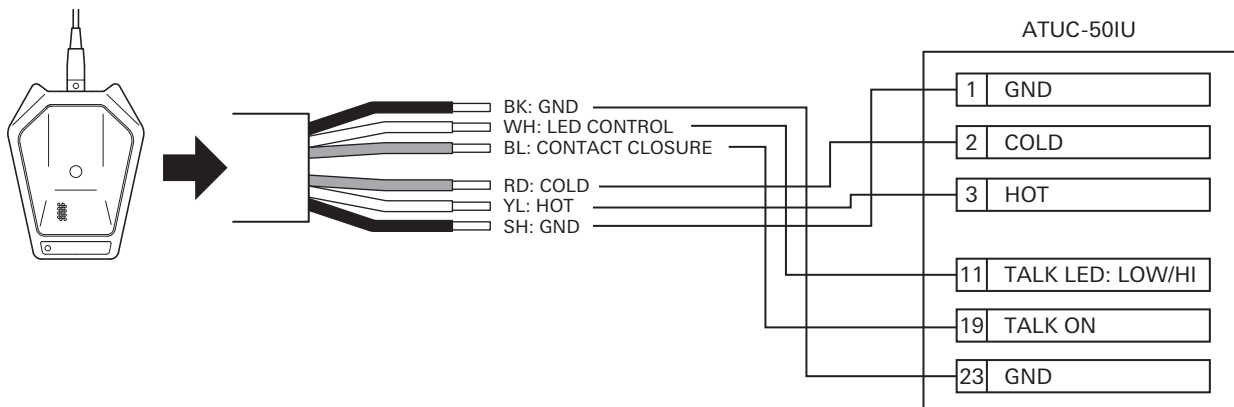 ATUC-50IU
BK: GND
WH: LED CONTROL
BL: CONTACT CLOSURE
RD: COLD
YL: HOT
SH: GND
1 GND
2 COLD
3 HOT
11 TALK LED: LOW/HI
19 TALK ON
23 GND